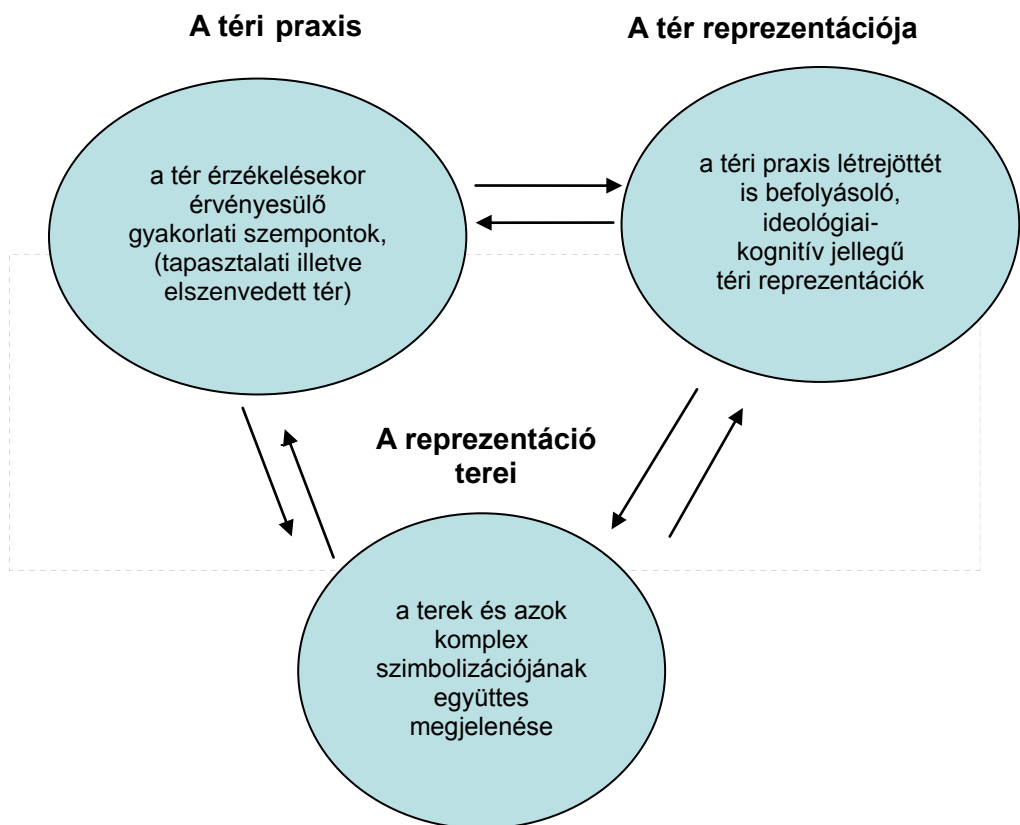 A téri praxis
a tér érzékelésekor
érvényesülő
gyakorlati szempontok,
(tapasztalati illetve
elszenvedett tér)
A tér reprezentációja
a téri praxis létrejöttét
is befolyásoló,
ideológiai-
kognitív jellegű
téri reprezentációk
A reprezentáció
terei
a terek és azok
komplex
szimbolizációjának
együttes
megjelenése